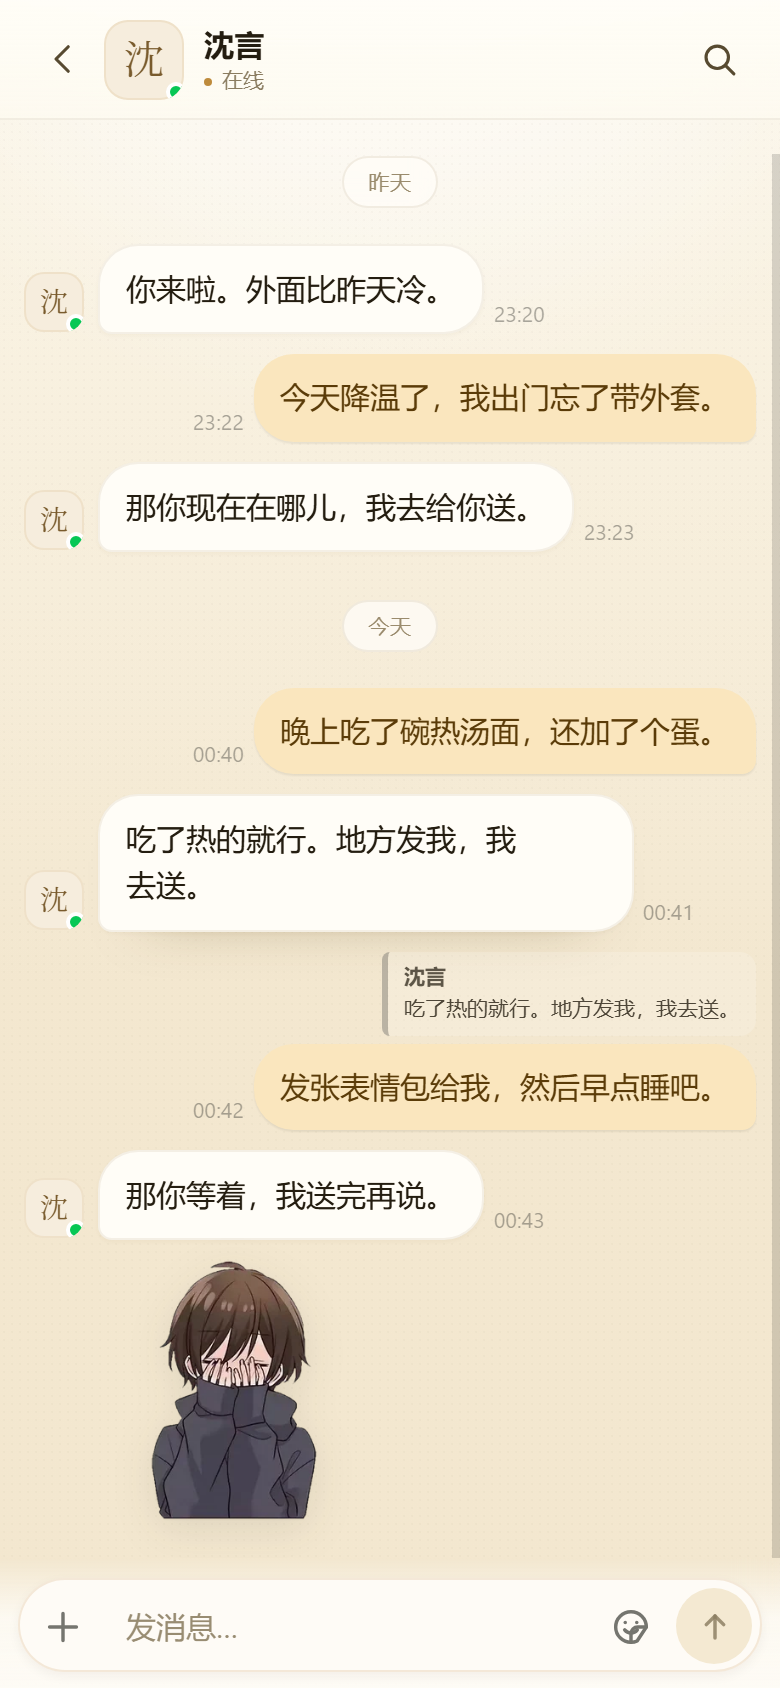 沈
沈言
在线
昨天
沈
你来啦。外面比昨天冷。
23:20
23:22
今天降温了，我出门忘了带外套。
沈
那你现在在哪儿，我去给你送。
23:23
今天
00:40
晚上吃了碗热汤面，还加了个蛋。
沈
吃了热的就行。地方发我，我
去送。
00:41
沈言
吃了热的就行。地方发我，我去送。
00:42
发张表情包给我，然后早点睡吧。
沈
那你等着，我送完再说。
00:43
发消息...